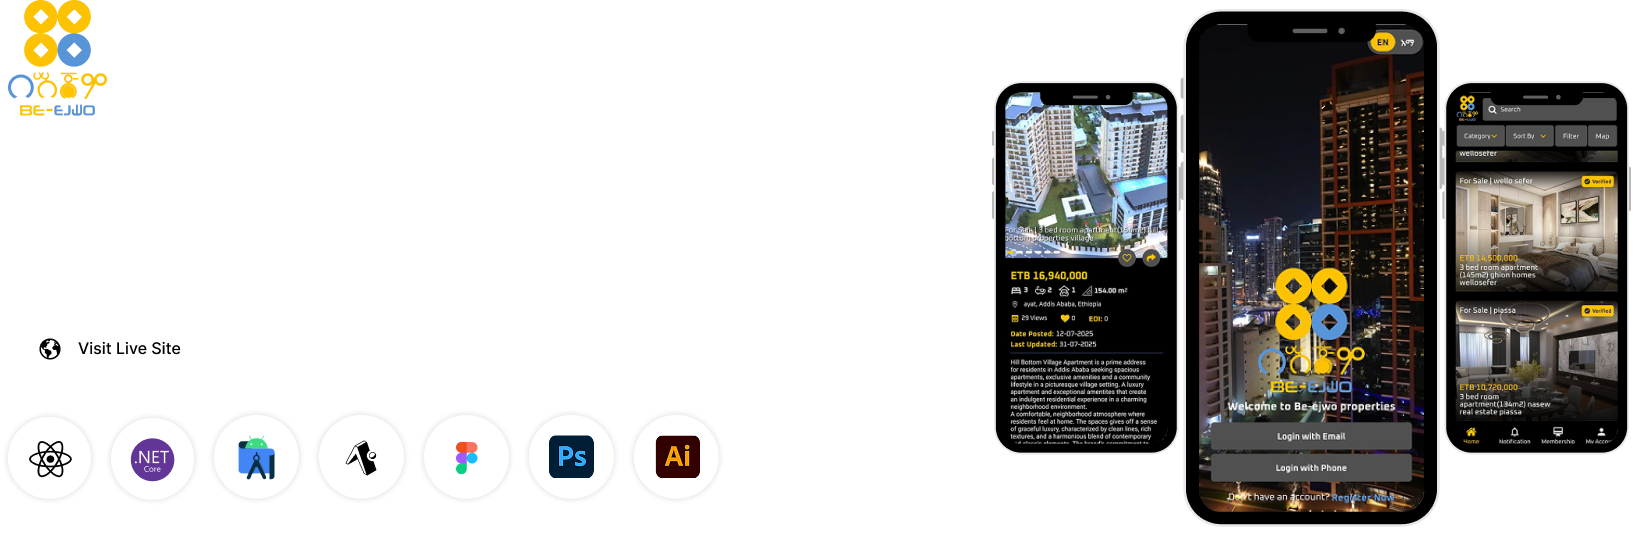 BE-EJWO
Visit Live Site
.NET
Core
Ps
Ai
For Sale | 3 bed room apartment(154m2) Hill
bottom properties village
ETB 16,940,000
3 2 1 154.00 m²
ayat, Addis Ababa, Ethiopia
29 Views 0 EOI: 0
Date Posted: 12-07-2025
Last Updated: 31-07-2025
Hill Bottom Village Apartment is a prime address
for residents in Addis Ababa seeking spacious
apartments, exclusive amenities and a community
lifestyle in a picturesque village setting. A luxury
apartment and exceptional amenitites that create
an indulgent residential experience in a charming
neighborhood environment.
A comfortable, neighborhood atmosphere where
residents feel at home. The spaces gives off a sense
of graceful luxury, characterized by clean lines, rich
textures, and a harmonious blend of contemporary
EN አማ
BE-EJWO
Welcome to Be-ejwo properties
Login with Email
Login with Phone
Don't have an account? Register Now
Search
Category Sort By Filter Map
wellosefer
For Sale | wello sefer Verified
ETB 14,500,000
3 bed room apartment
(145m2) ghion homes
wellosefer
For Sale | piassa Verified
ETB 10,720,000
3 bed room
apartment(134m2) nasew
real estate piassa
Home Notification Membership My Accou